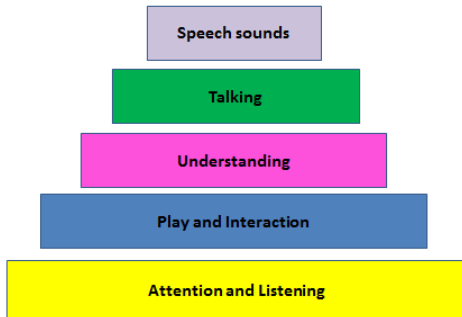 Speech sounds
Talking
Understanding
Play and Interaction
Attention and Listening